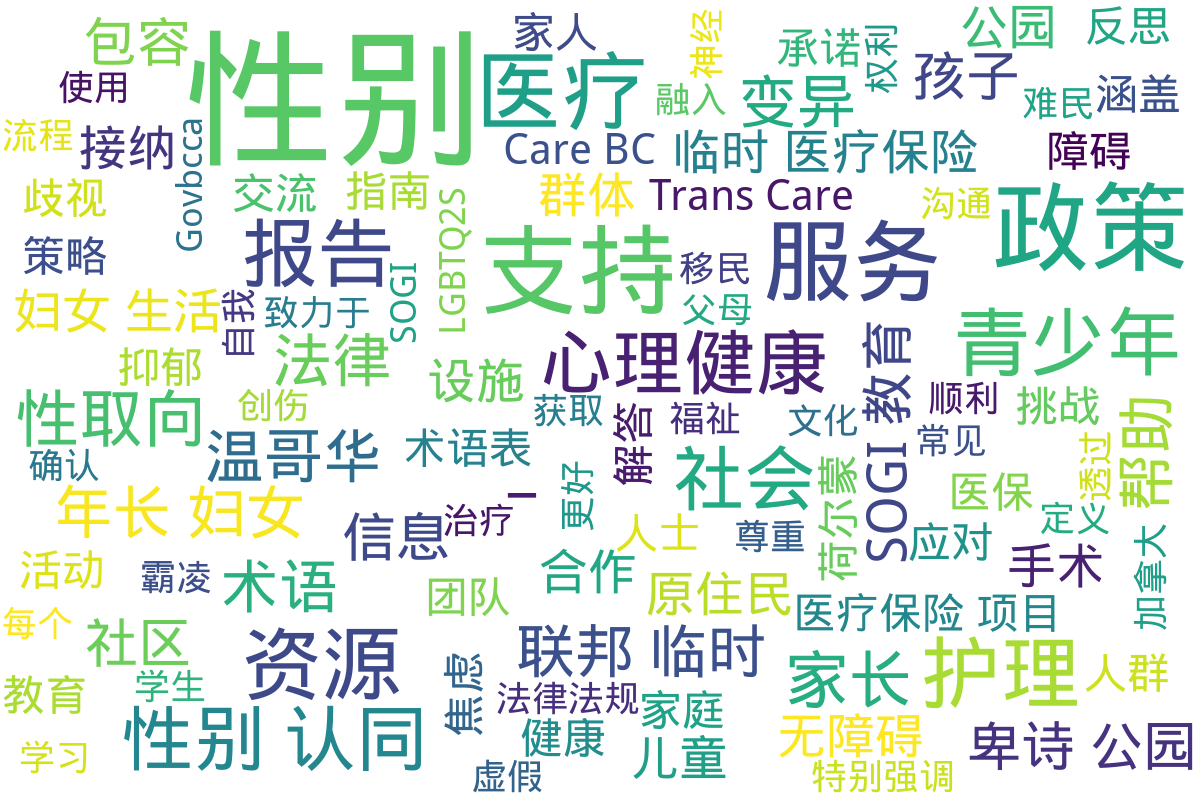 性别
包容
家人
神经
承诺
权利
公园
反思
使用
医疗
融入
变异
孩子
难民
涵盖
流程
接纳
Govbcca
Care BC
临时 医疗保险
障碍
歧视
交流
指南
LGBTQ2S
群体
Trans Care
沟通
政策
策略
报告
支持
移民
服务
妇女 生活
自我
致力于
SOGI
父母
青少年
抑郁
法律
设施
心理健康
SOGI 教育
顺利
挑战
帮助
性取向
创伤
获取
解答
福祉
文化
常见
透过
确认
温哥华
术语表
更好
社会
荷尔蒙
医保
定义
年长 妇女
信息
治疗
I
人士
尊重
应对
手术
加拿大
活动
霸凌
术语
团队
合作
原住民
医疗保险 项目
每个
社区
资源
焦虑
联邦 临时
家长
护理
人群
教育
学生
法律法规
家庭
性别 认同
健康
儿童
无障碍
卑诗 公园
学习
虚假
特别强调